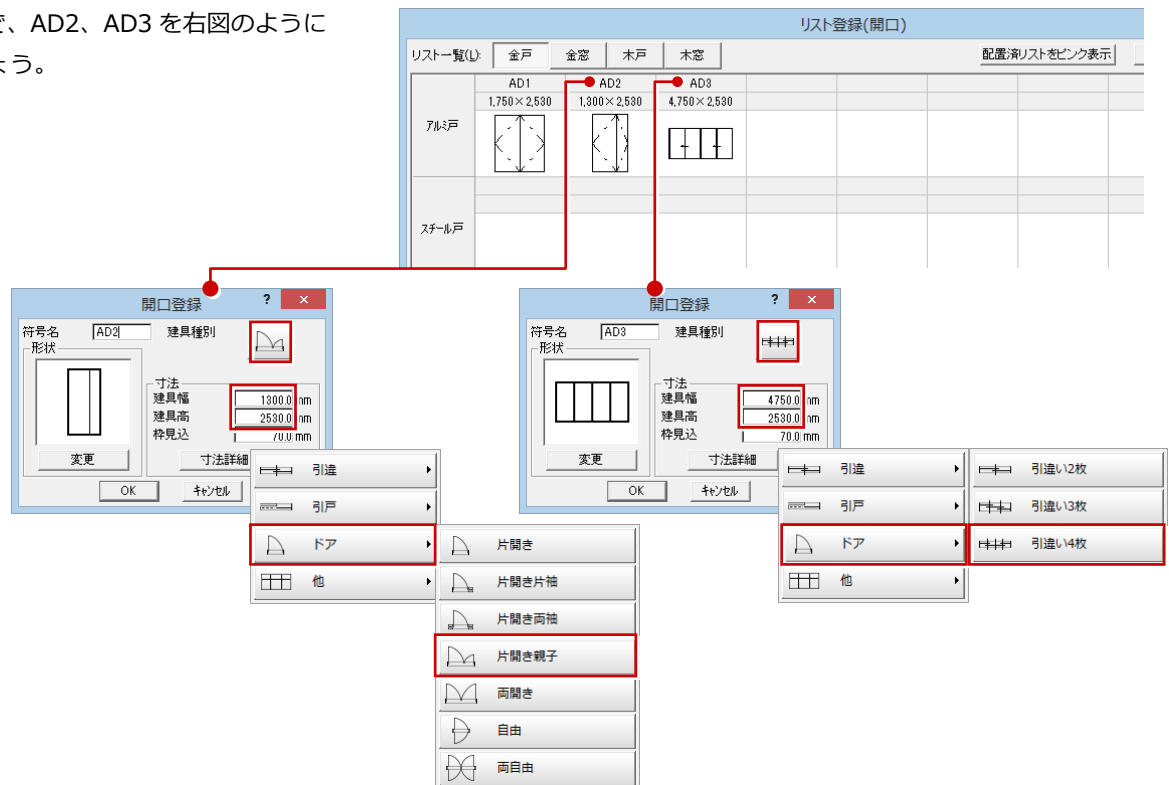 、AD2、AD3 を右図のように
ょう。
リスト登録(開口)
リスト一覧(L): 金戸 金窓 木戸 木窓 配置済リストをピンク表示
AD1 AD2 AD3
1,750×2,530 1,300×2,530 4,750×2,530
アルミ戸
スチール戸
開口登録 ? ×
符号名 AD2 建具種別
形状
寸法
建具幅 1300.0 mm
建具高 2530.0 mm
枠見込 70.0 mm
変更 寸法詳細
OK キャンセル
引違
引戸
ドア
他
片開き
片開き片袖
片開き両袖
片開き親子
両開き
自由
両自由
開口登録 ? ×
符号名 AD3 建具種別
形状
寸法
建具幅 4750.0 mm
建具高 2530.0 mm
枠見込 70.0 mm
変更 寸法詳細
OK キャンセル
引違
引戸
ドア
他
引違い2枚
引違い3枚
引違い4枚